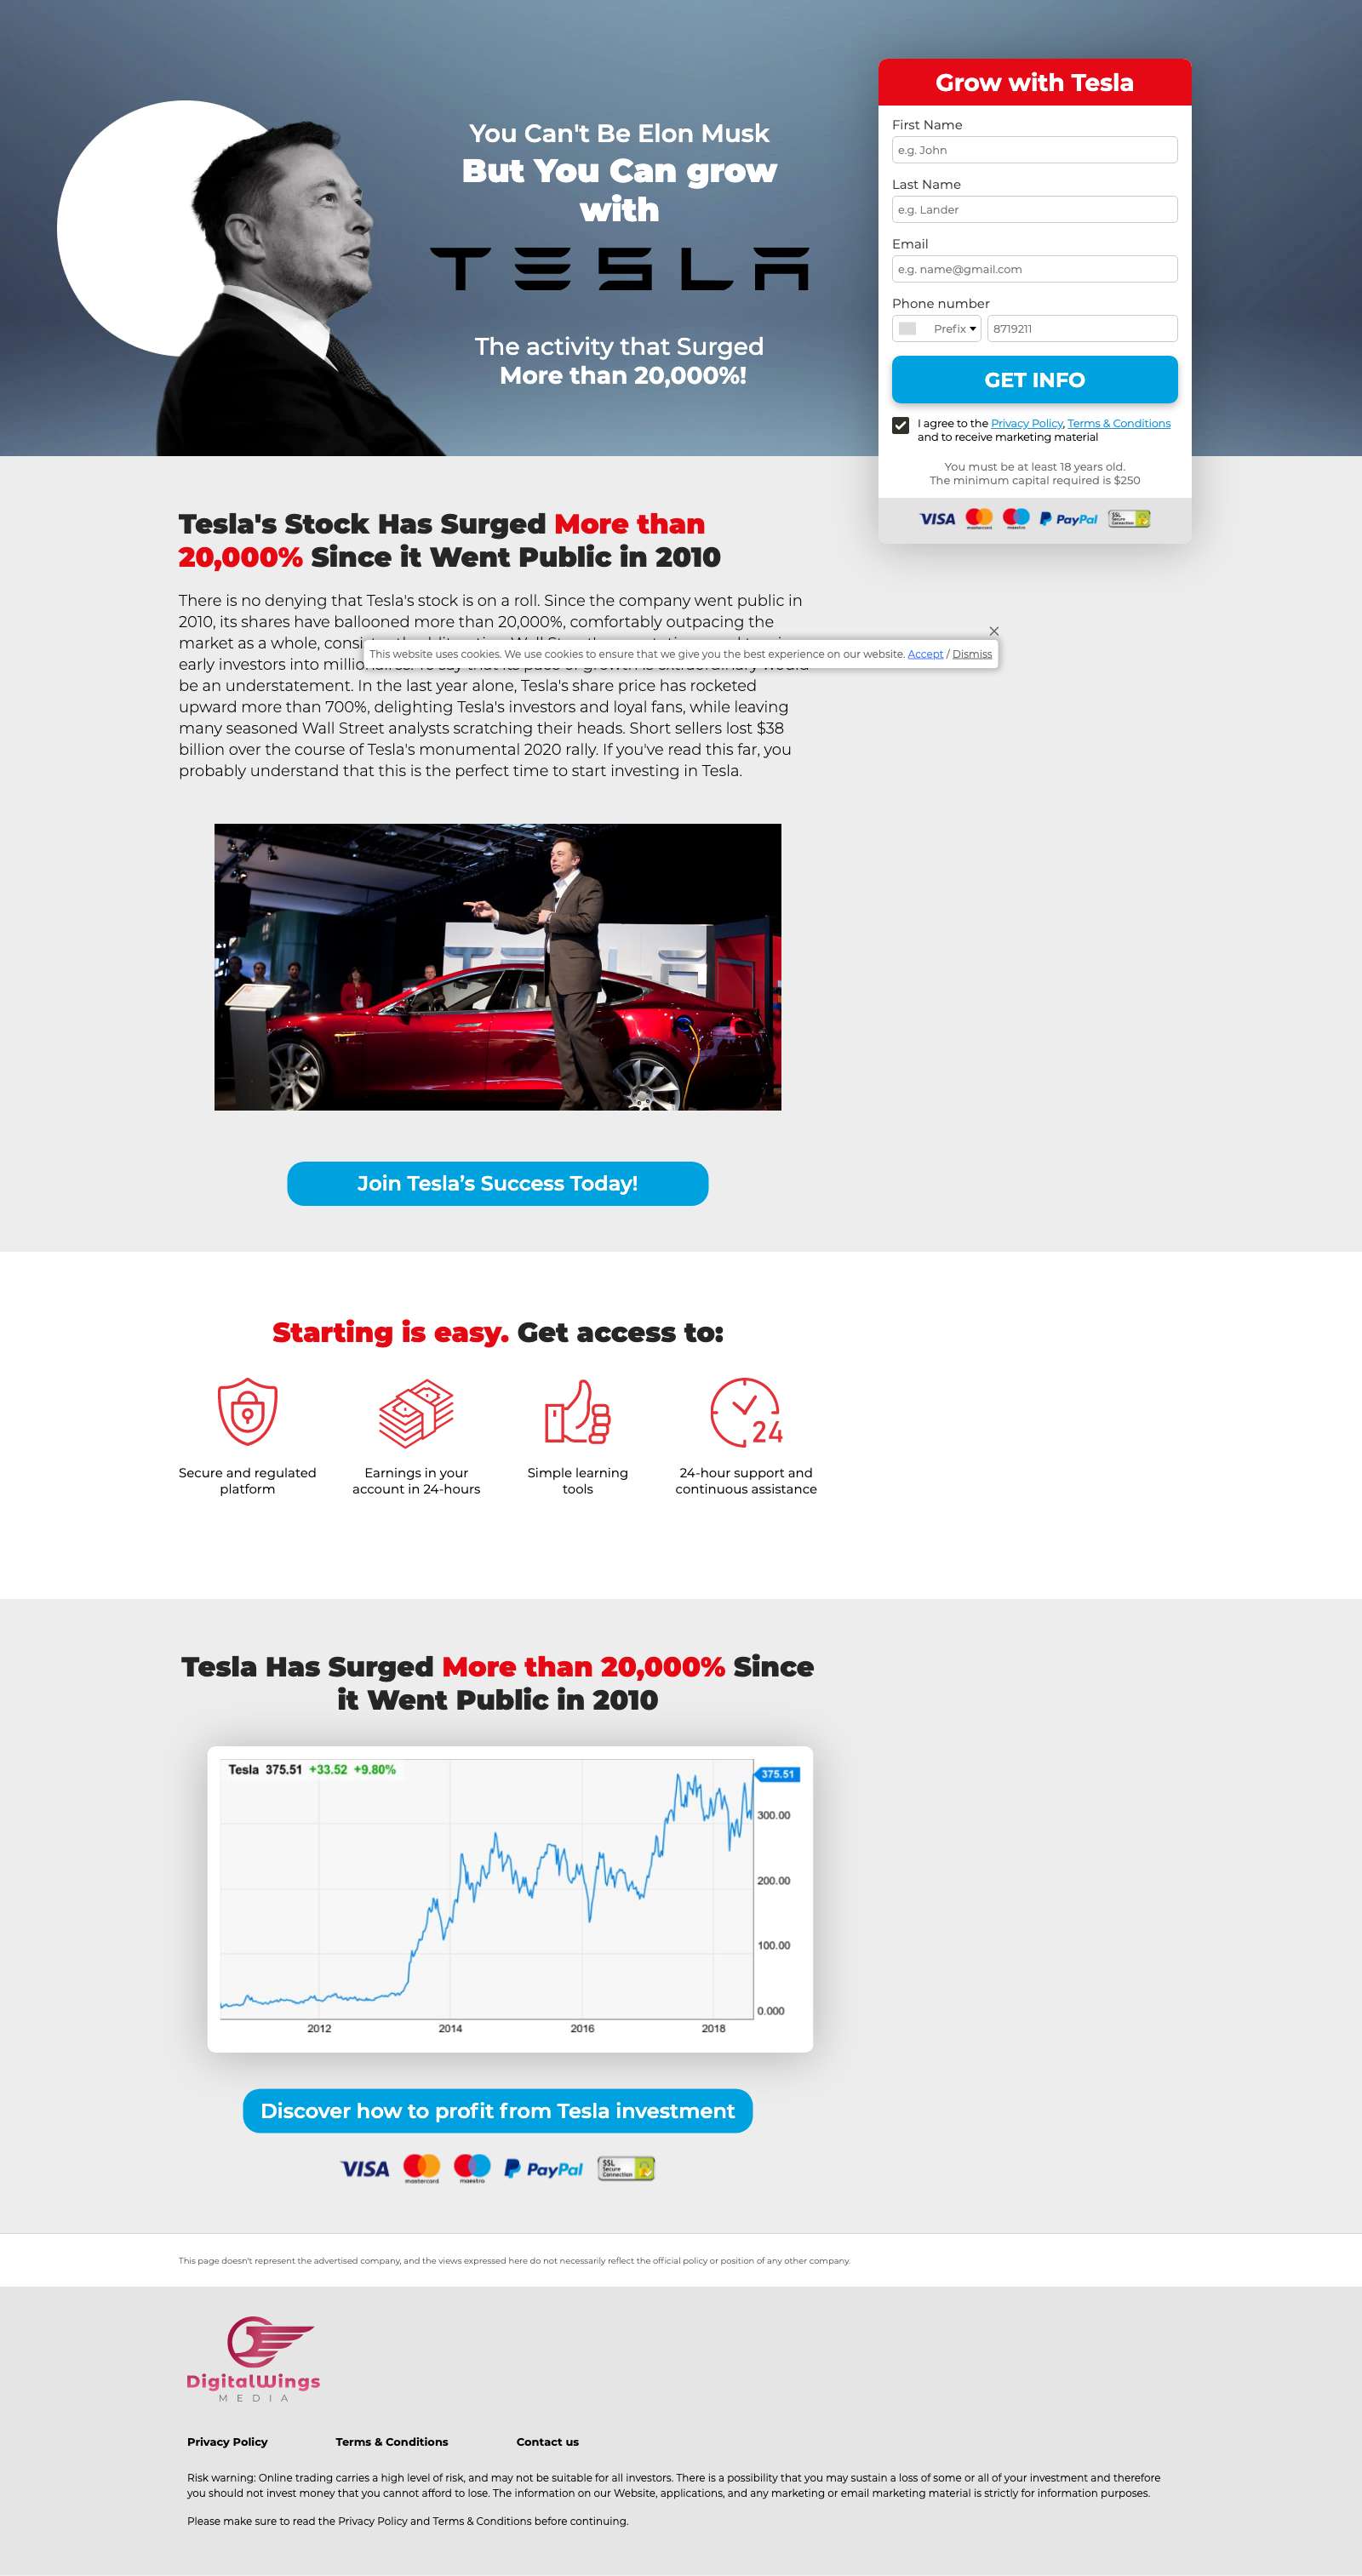 You Can't Be Elon Musk
But You Can grow
with
TESLA
The activity that Surged
More than 20,000%!
Grow with Tesla
First Name
e.g. John
Last Name
e.g. Lander
Email
e.g. name@gmail.com
Phone number
Prefix 8719211
GET INFO
I agree to the Privacy Policy, Terms & Conditions
and to receive marketing material
You must be at least 18 years old.
The minimum capital required is $250
VISA mastercard maestro PayPal SSL Secure Connection
Tesla's Stock Has Surged More than
20,000% Since it Went Public in 2010
There is no denying that Tesla's stock is on a roll. Since the company went public in
2010, its shares have ballooned more than 20,000%, comfortably outpacing the
market as a whole,
This website uses cookies. We use cookies to ensure that we give you the best experience on our website. Accept / Dismiss
early investors into
be an understatement. In the last year alone, Tesla's share price has rocketed
upward more than 700%, delighting Tesla's investors and loyal fans, while leaving
many seasoned Wall Street analysts scratching their heads. Short sellers lost $38
billion over the course of Tesla's monumental 2020 rally. If you've read this far, you
probably understand that this is the perfect time to start investing in Tesla.
TESLA
Join Tesla’s Success Today!
Starting is easy. Get access to:
24
Secure and regulated
platform
Earnings in your
account in 24-hours
Simple learning
tools
24-hour support and
continuous assistance
Tesla Has Surged More than 20,000% Since
it Went Public in 2010
Tesla 375.51 +33.52 +9.80%
375.51
300.00
200.00
100.00
0.000
2012 2014 2016 2018
Discover how to profit from Tesla investment
VISA mastercard maestro PayPal SSL Secure Connection
This page doesn't represent the advertised company, and the views expressed here do not necessarily reflect the official policy or position of any other company.
DigitalWings
MEDIA
Privacy Policy Terms & Conditions Contact us
Risk warning: Online trading carries a high level of risk, and may not be suitable for all investors. There is a possibility that you may sustain a loss of some or all of your investment and therefore
you should not invest money that you cannot afford to lose. The information on our Website, applications, and any marketing or email marketing material is strictly for information purposes.
Please make sure to read the Privacy Policy and Terms & Conditions before continuing.